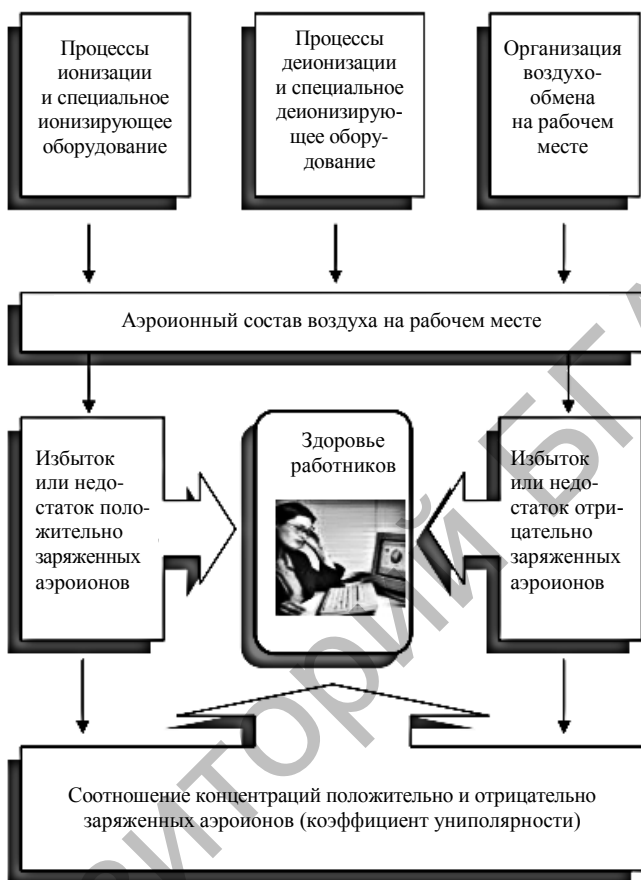 Процессы
ионизации
и специальное
ионизирующее
оборудование
Процессы
деионизации
и специальное
деионизирую-
щее обору-
дование
Организация
воздухо-
обмена
на рабочем
месте
Аэроионный состав воздуха на рабочем месте
Избыток
или недо-
статок поло-
жительно
заряженных
аэроионов
Здоровье
работников
Избыток
или недо-
статок отри-
цательно
заряженных
аэроионов
Соотношение концентраций положительно и отрицательно
заряженных аэроионов (коэффициент униполярности)